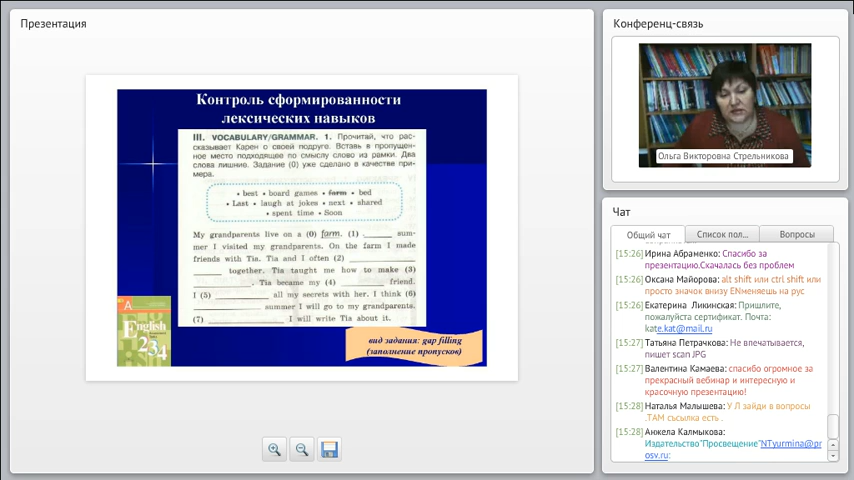 Презентация
Контроль сформированности
лексических навыков
III. VOCABULARY/GRAMMAR. 1. Прочитай, что рас-
сказывает Карен о своей подруге. Вставь в пропущен-
ное место подходящее по смыслу слово из рамки. Два
слова лишние. Задание (0) уже сделано в качестве при-
мера.
• best • board games • farm • bed
• Last • laugh at jokes • next • shared
• spent time • Soon
My grandparents live on a (0) farm. (1) ______ sum-
mer I visited my grandparents. On the farm I made
friends with Tia. Tia and I often (2) ______
______ together. Tia taught me how to make (3)
______. Tia became my (4) ______ friend.
I (5) ______ all my secrets with her. I think (6)
______ summer I will go to my grandparents.
(7) ______ I will write Tia about it.
A
English
234
вид задания: gap filling
(заполнение пропусков)
Конференц-связь
Ольга Викторовна Стрельникова
Чат
Общий чат
Список пол...
Вопросы
[15:26] Ирина Абраменко: Спасибо за
презентацию.Скачалась без проблем
[15:26] Оксана Майорова: alt shift или ctrl shift или
просто значок внизу ENменяешь на рус
[15:26] Екатерина Ликинская: Пришлите,
пожалуйста сертификат. Почта:
kate.kat@mail.ru
[15:27] Татьяна Петрачкова: Не впечатывается,
пишет scan JPG
[15:27] Валентина Камаева: спасибо огромное за
прекрасный вебинар и интересную и
красочную презентацию!
[15:28] Наталья Малышева: У Л зайди в вопросы
.ТАМ сысылка есть .
[15:28] Анжела Калмыкова:
Издательство"Просвещение"NTyurmina@pr
osv.ru: